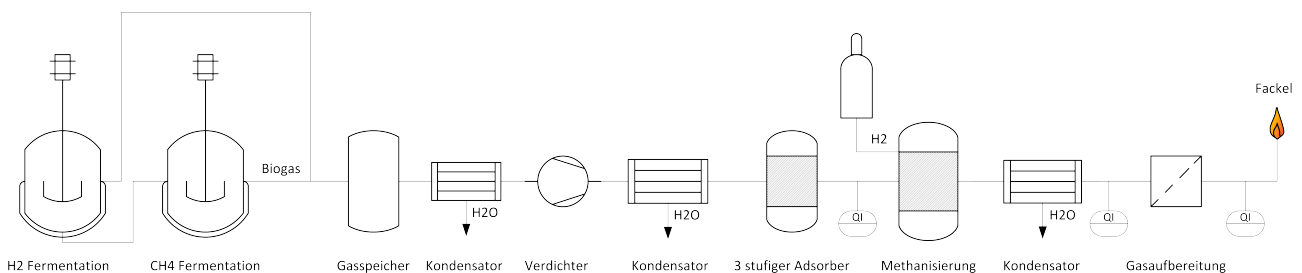 Fackel
H2
Biogas
H2O
H2O
QI
H2O
QI
QI
H2 Fermentation
CH4 Fermentation
Gasspeicher
Kondensator
Verdichter
Kondensator
3 stufiger Adsorber
Methanisierung
Kondensator
Gasaufbereitung